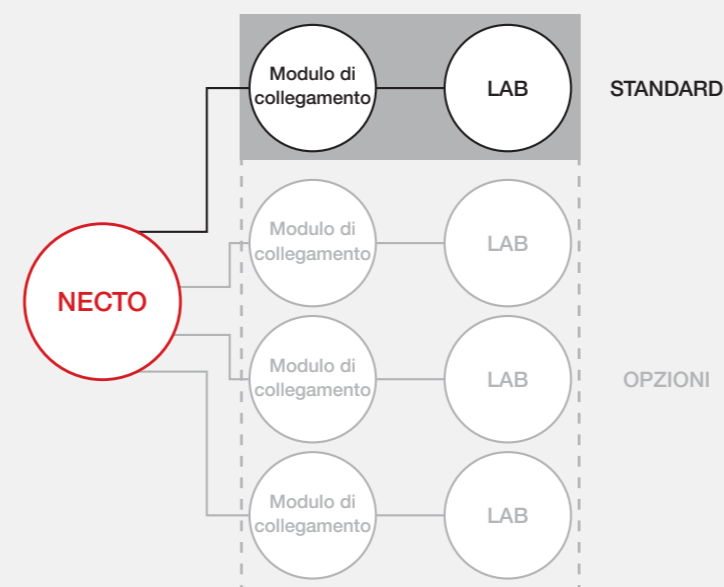 Modulo di
collegamento
LAB
STANDARD
Modulo di
collegamento
LAB
NECTO
Modulo di
collegamento
LAB
OPZIONI
Modulo di
collegamento
LAB